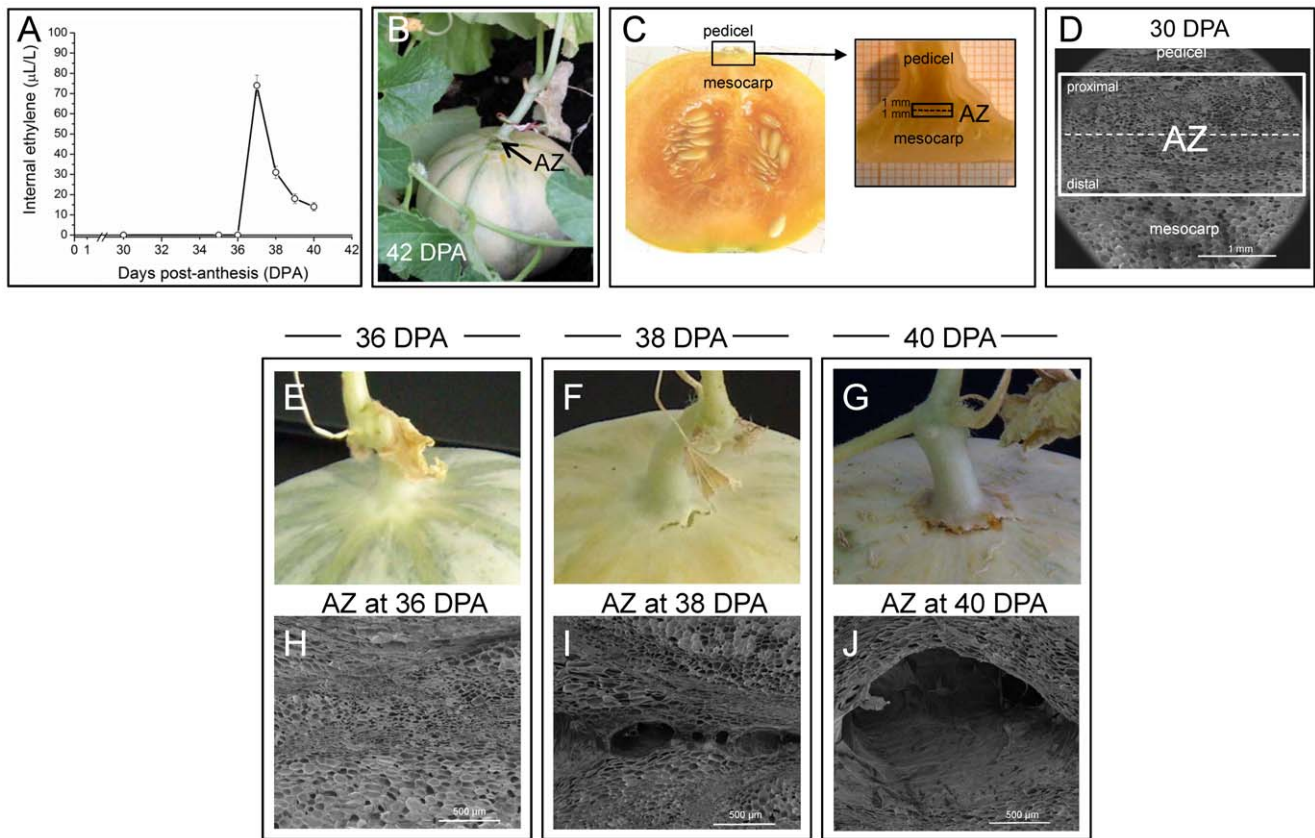 A
Internal ethylene (µL/L)
100
90
80
70
60
50
40
30
20
10
0
0 1 30 32 34 36 38 40 42
Days post-anthesis (DPA)
B
AZ
42 DPA
C
pedicel
mesocarp
pedicel
1 mm
1 mm
AZ
mesocarp
D
30 DPA
pedicel
proximal
AZ
distal
mesocarp
1 mm
36 DPA
38 DPA
40 DPA
E
F
G
AZ at 36 DPA
AZ at 38 DPA
AZ at 40 DPA
H
500 µm
I
500 µm
J
500 µm